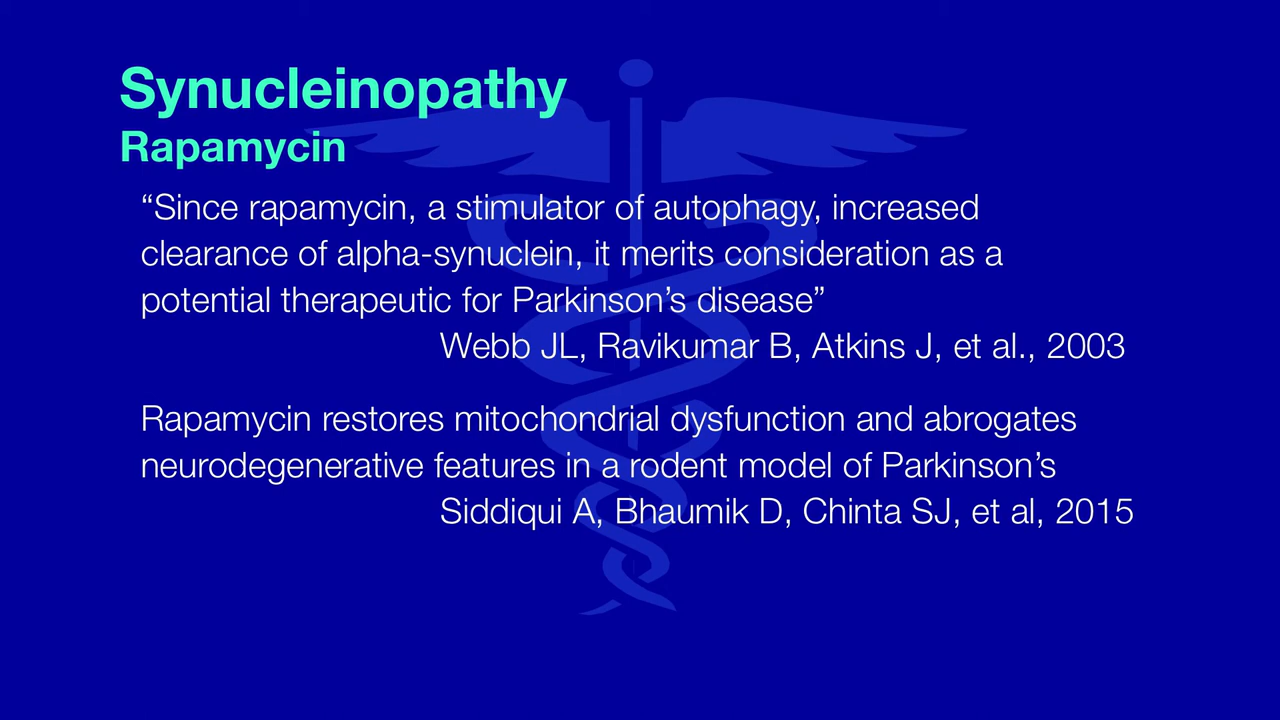 Synucleinopathy
Rapamycin
“Since rapamycin, a stimulator of autophagy, increased
clearance of alpha-synuclein, it merits consideration as a
potential therapeutic for Parkinson’s disease”
Webb JL, Ravikumar B, Atkins J, et al., 2003
Rapamycin restores mitochondrial dysfunction and abrogates
neurodegenerative features in a rodent model of Parkinson’s
Siddiqui A, Bhaumik D, Chinta SJ, et al, 2015